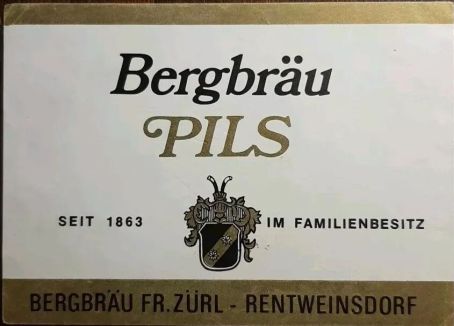 Bergbräu
PILS
SEIT 1863 IM FAMILIENBESITZ
BERGBRÄU FR. ZÜRL - RENTWEINSDORF